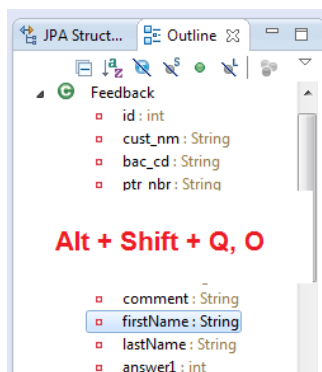 JPA Struct... Outline
Feedback
id : int
cust_nm : String
bac_cd : String
ptr_nbr : String
Alt + Shift + Q, O
comment : String
firstName : String
lastName : String
answer1 : int